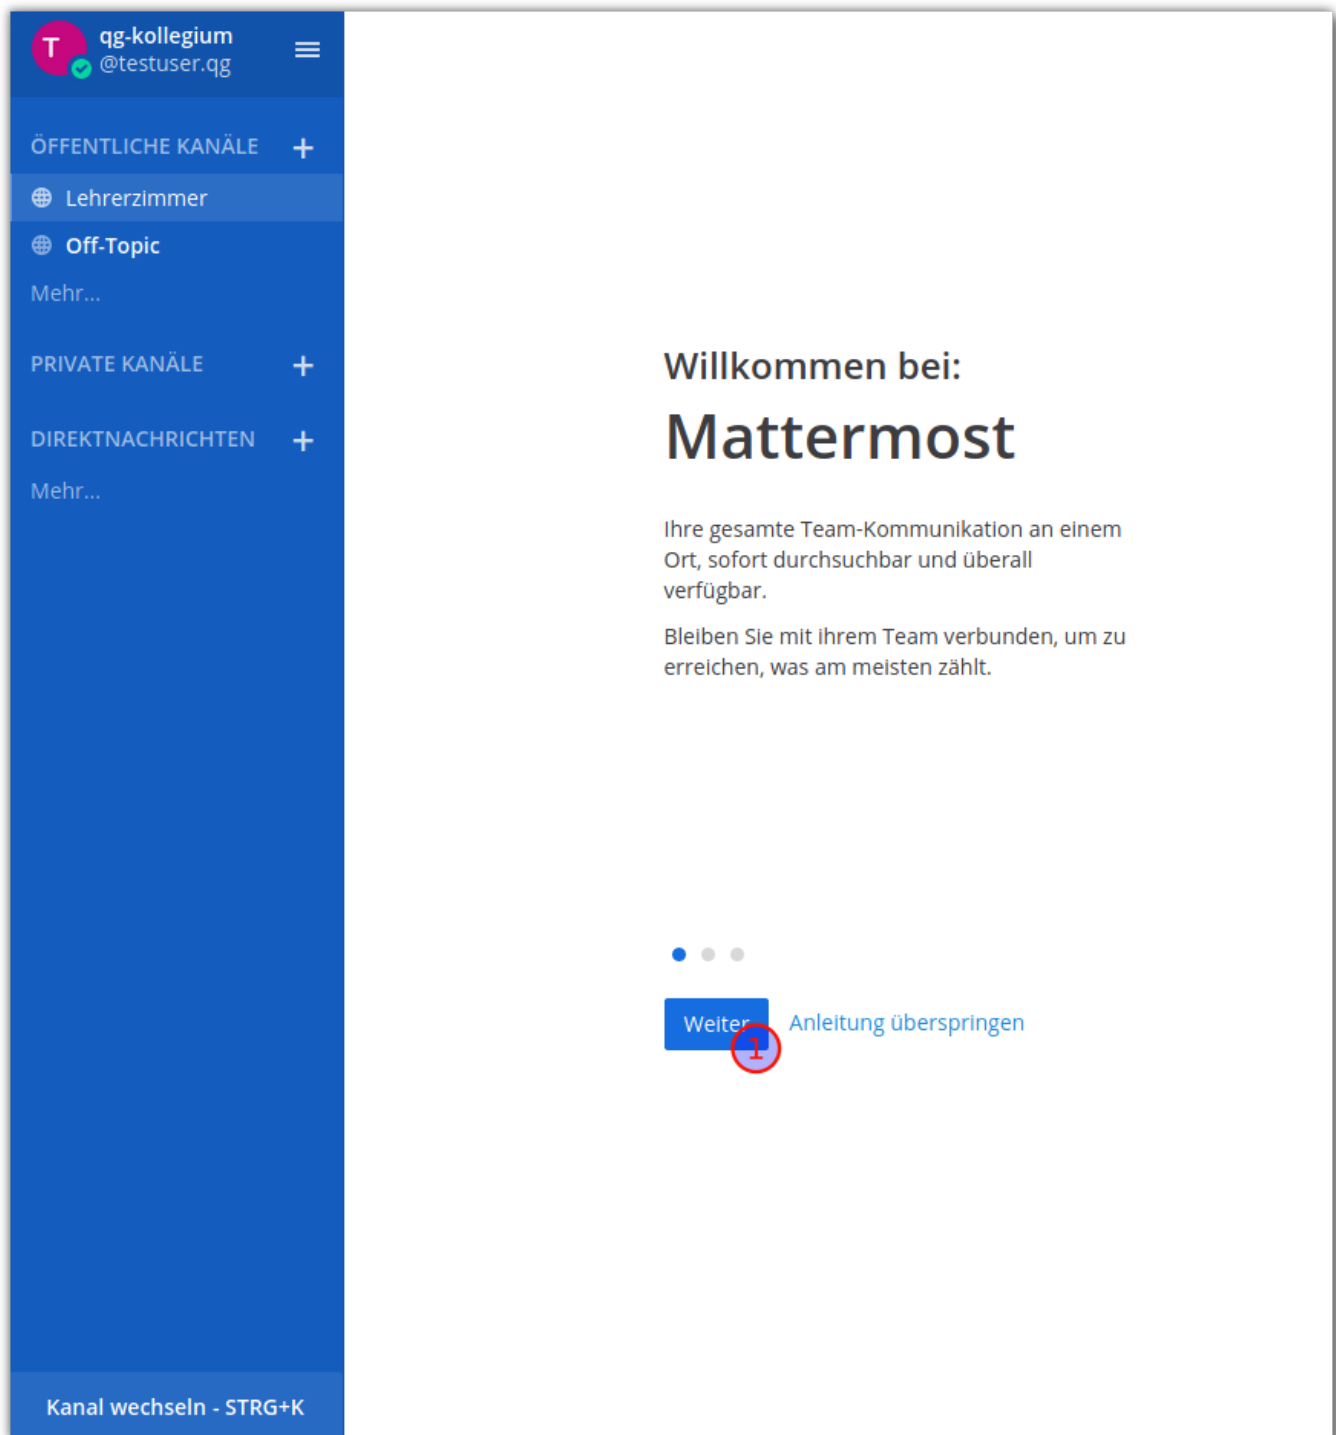 T
qg-kollegium
@testuser.qg
ÖFFENTLICHE KANÄLE +
Lehrerzimmer
Off-Topic
Mehr...
PRIVATE KANÄLE +
DIREKTNACHRICHTEN +
Mehr...
Kanal wechseln - STRG+K
Willkommen bei:
Mattermost
Ihre gesamte Team-Kommunikation an einem
Ort, sofort durchsuchbar und überall
verfügbar.
Bleiben Sie mit ihrem Team verbunden, um zu
erreichen, was am meisten zählt.
Weiter Anleitung überspringen
1